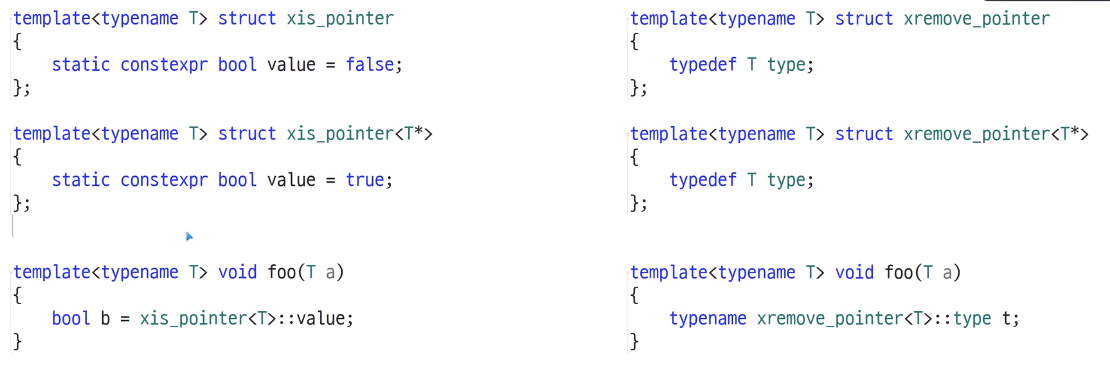 template<typename T> struct xis_pointer
{
    static constexpr bool value = false;
};
template<typename T> struct xis_pointer<T*>
{
    static constexpr bool value = true;
};
template<typename T> void foo(T a)
{
    bool b = xis_pointer<T>::value;
}
template<typename T> struct xremove_pointer
{
    typedef T type;
};
template<typename T> struct xremove_pointer<T*>
{
    typedef T type;
};
template<typename T> void foo(T a)
{
    typename xremove_pointer<T>::type t;
}